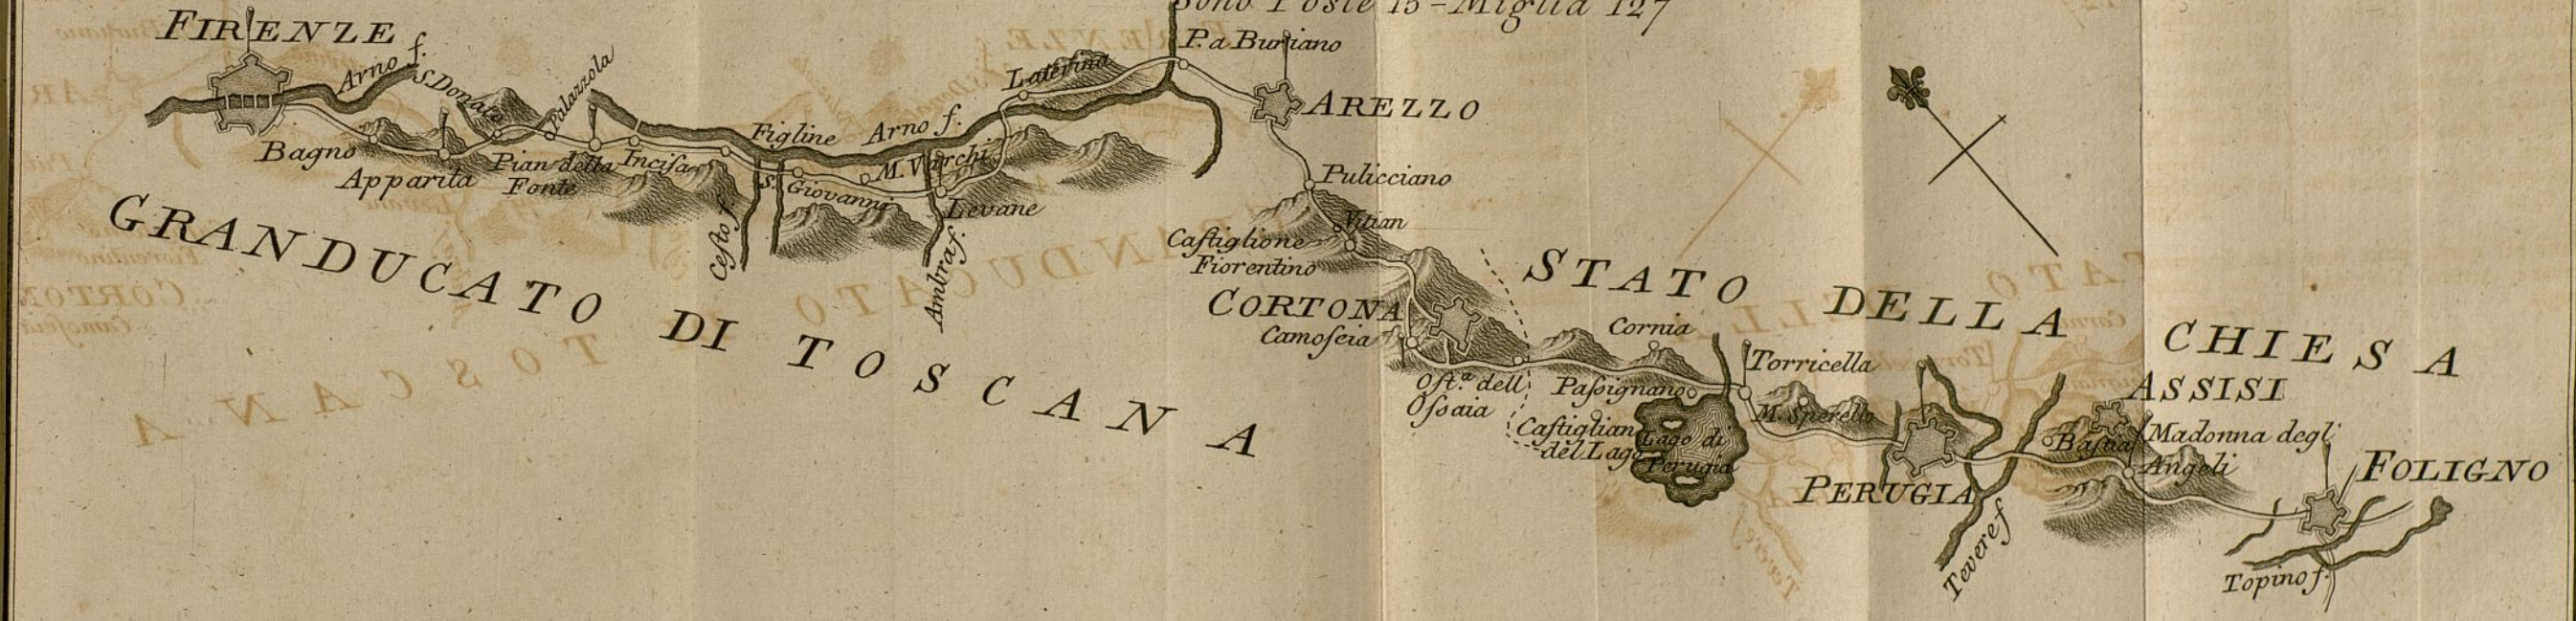 Sono Poste 15 - Miglia 127
FIRENZE
Arno f.
S. Donato
Palazzola
Bagno
Apparita
Pian della
Fonte
Inciſa
Figline
Arno f.
S. Giovanni
M. Varchi
Levane
Ceſto f.
Ambra f.
Laterina
P. a Buriano
AREZZO
Pulicciano
Vitian
Caſtiglione
Fiorentino
CORTONA
Camoſcia
Oſt.ª dell'
Oſsaia
Cornia
Paſsignano
Caſtiglian
del Lago
Lago di
Perugia
Torricella
M. Sperello
PERUGIA
Tevere f.
ASSISI
Baſtia
Madonna degl'
Angeli
FOLIGNO
Topino f.
GRANDUCATO DI TOSCANA
STATO DELLA CHIESA